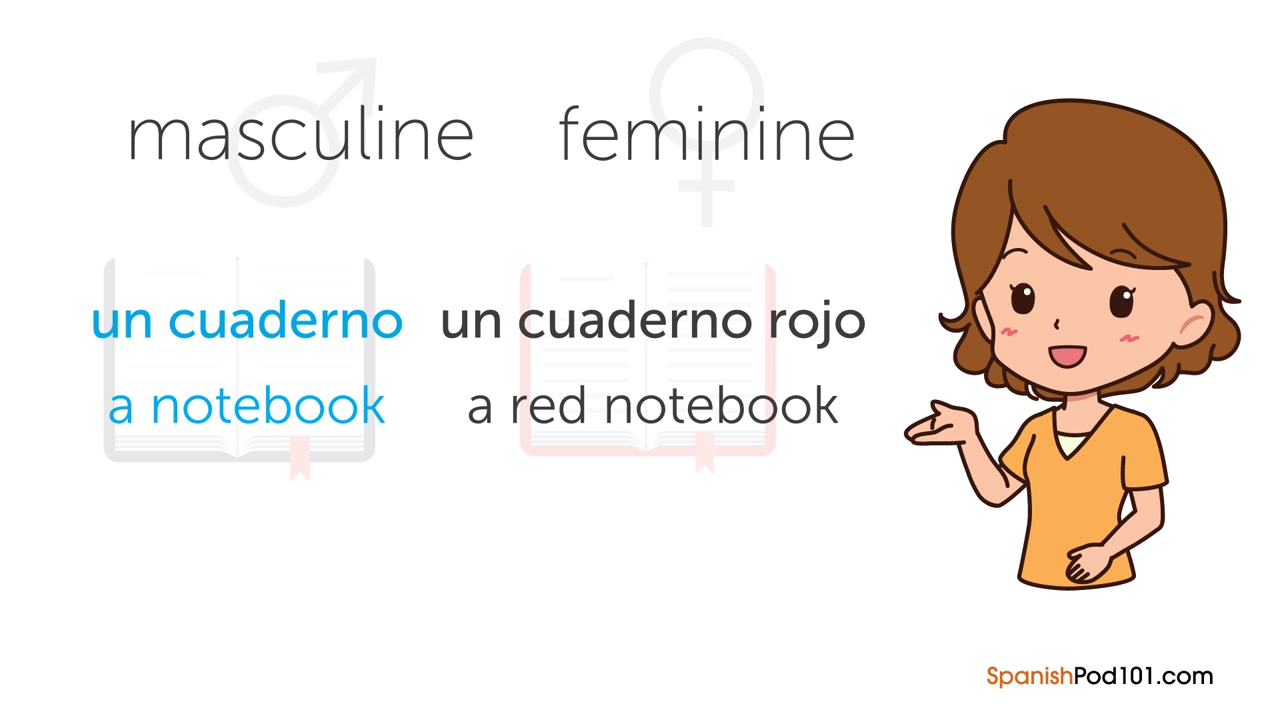 masculine feminine
un cuaderno un cuaderno rojo
a notebook a red notebook
SpanishPod101.com